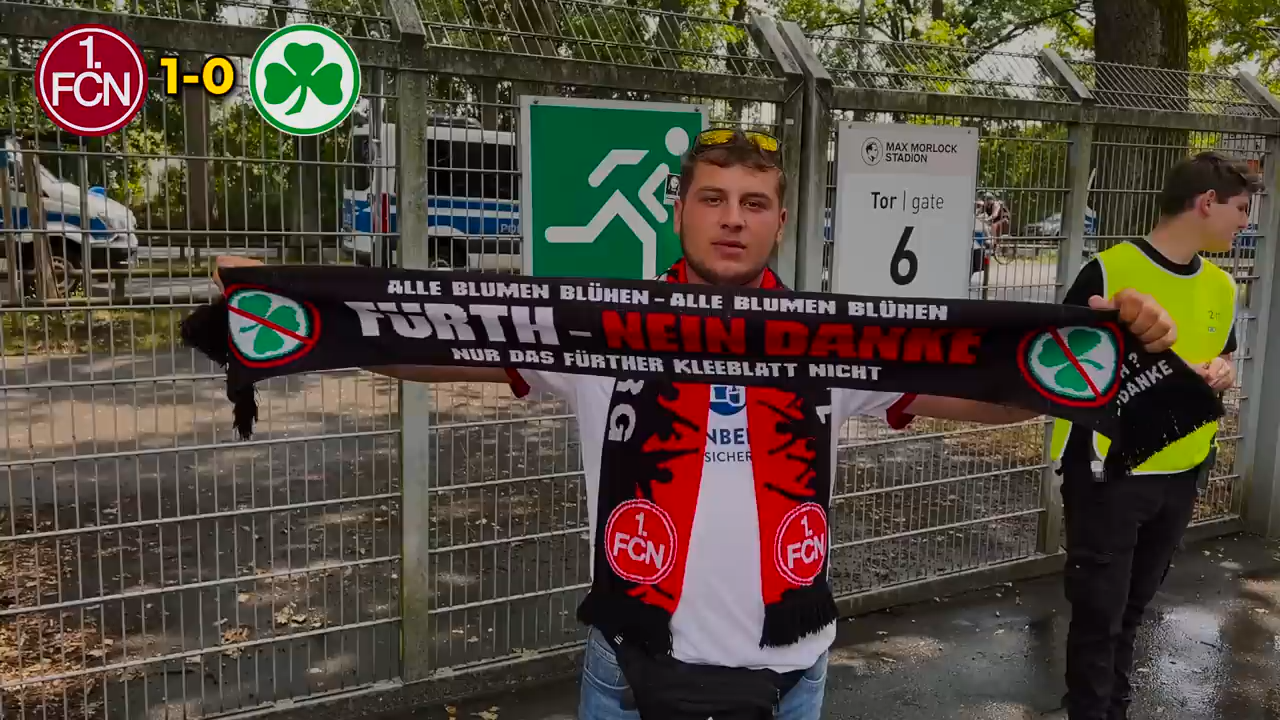 1.
FCN
1-0
MAX MORLOCK
STADION
Tor | gate
6
ALLE BLUMEN BLÜHEN - ALLE BLUMEN BLÜHEN
FÜRTH - NEIN DANKE
NUR DAS FÜRTHER KLEEBLATT NICHT
DANKE
1.
FCN
1.
FCN